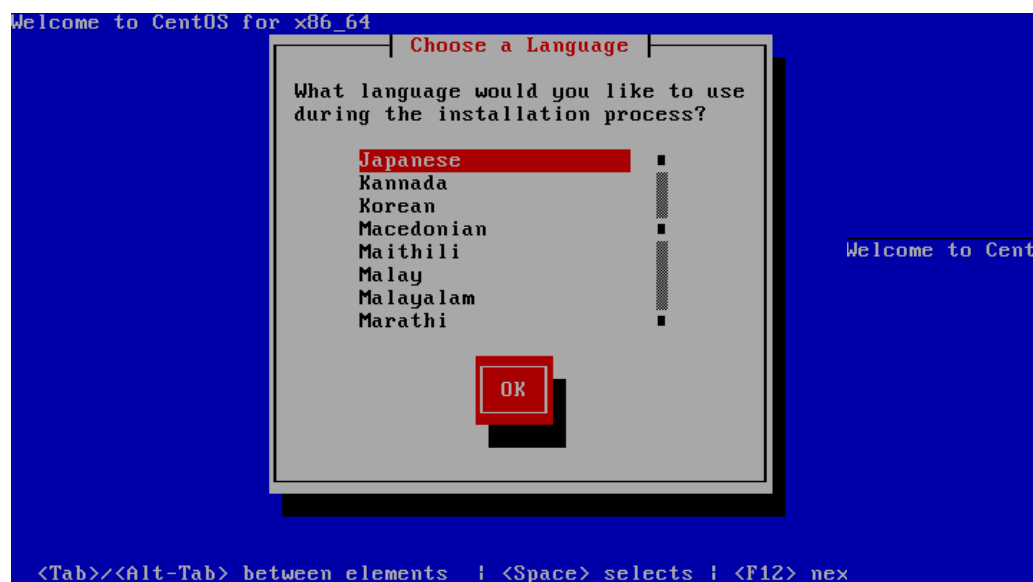 Welcome to CentOS for x86_64
Choose a Language
What language would you like to use
during the installation process?
Japanese
Kannada
Korean
Macedonian
Maithili
Malay
Malayalam
Marathi
OK
Welcome to Cent
<Tab>/<Alt-Tab> between elements | <Space> selects | <F12> nex